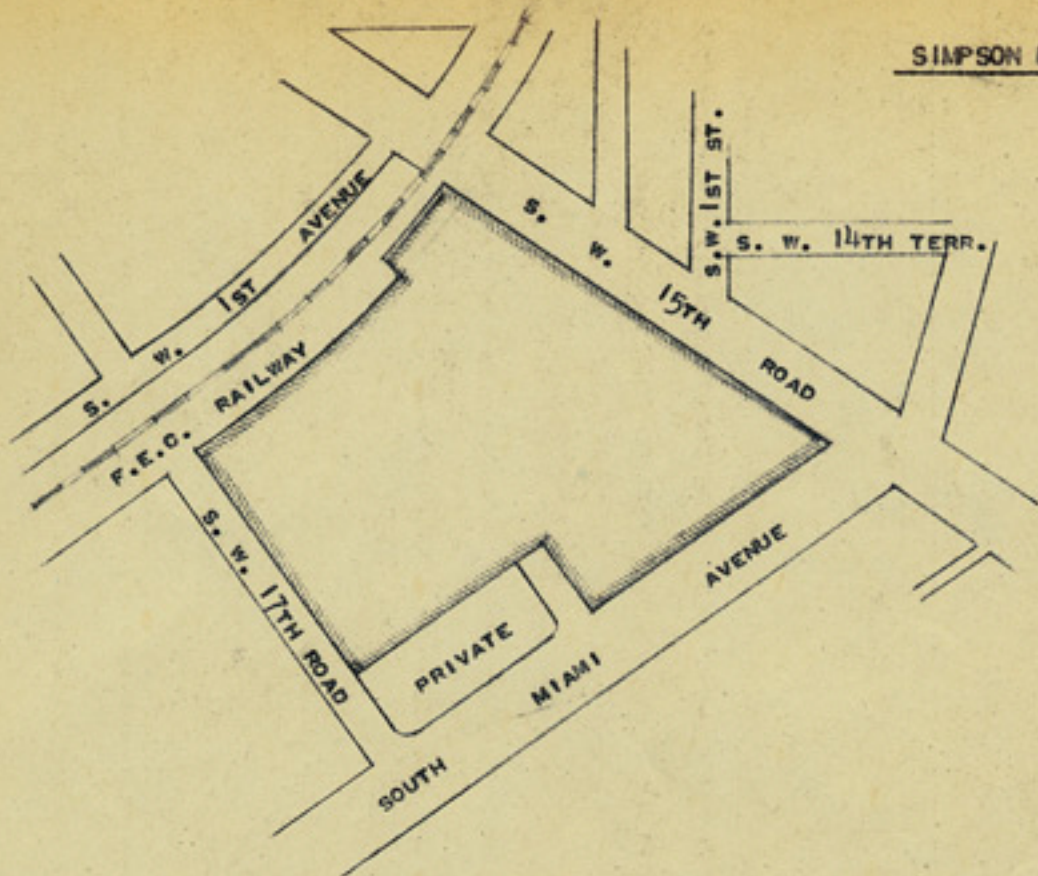 SIMPSON
S.W. 1ST ST.
S. W. 14TH TERR.
S. W. 1ST AVENUE
S. W. 15TH ROAD
F.E.C. RAILWAY
S. W. 17TH ROAD
PRIVATE
SOUTH MIAMI AVENUE